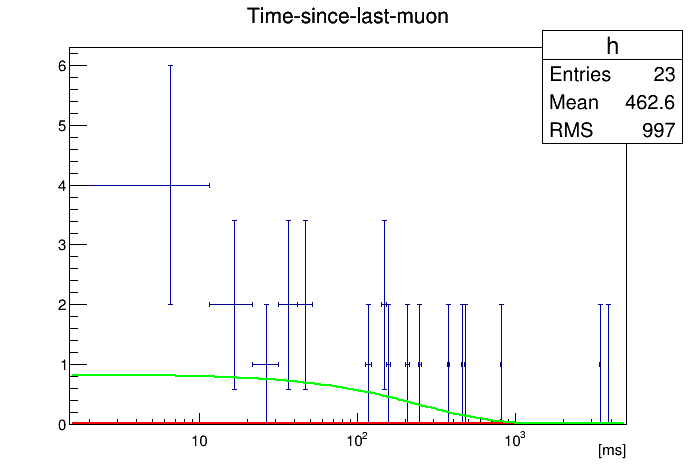 Time-since-last-muon
h
Entries 23
Mean 462.6
RMS 997
6
5
4
3
2
1
0
10 10² 10³
[ms]